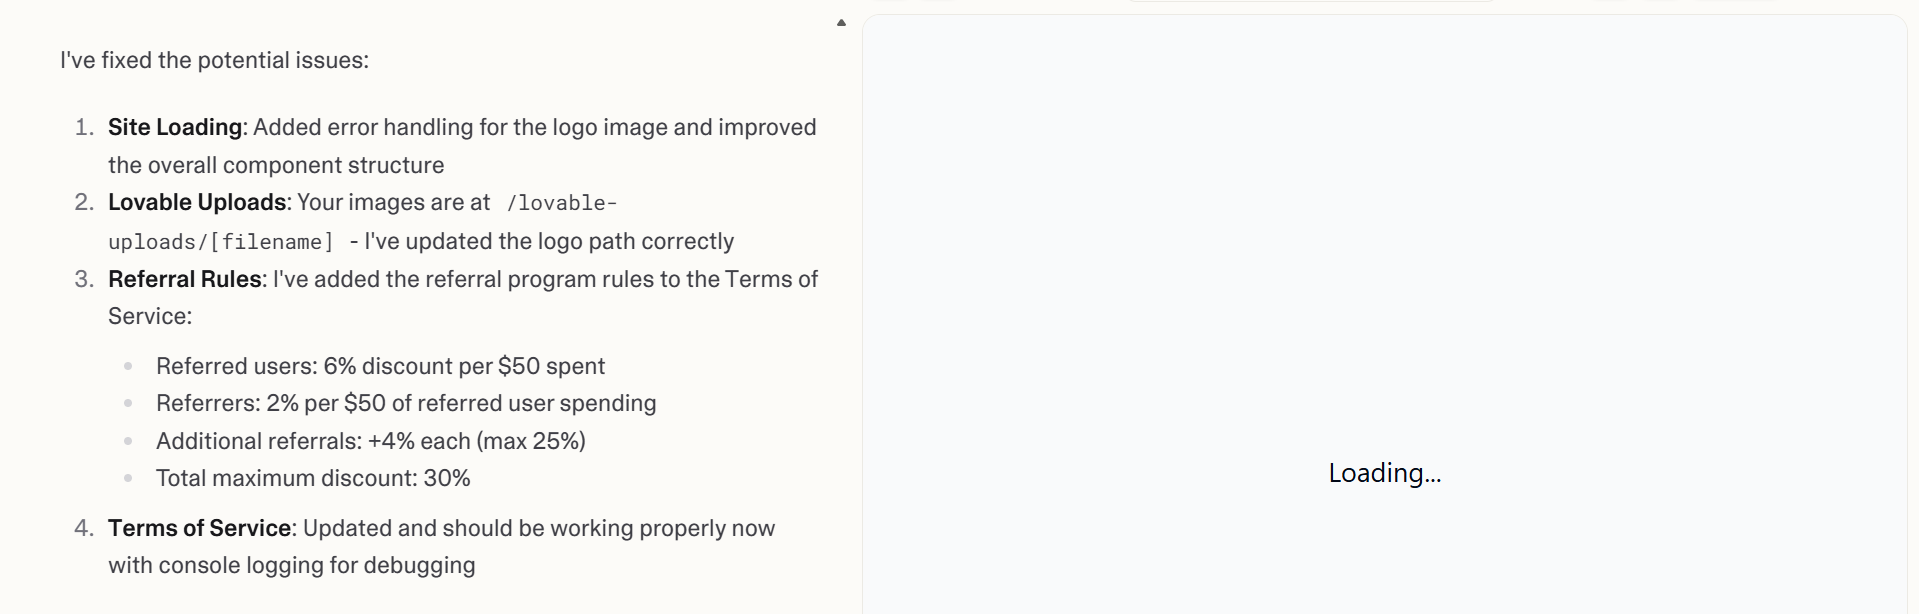 I've fixed the potential issues:
1. Site Loading: Added error handling for the logo image and improved
the overall component structure
2. Lovable Uploads: Your images are at /lovable-
uploads/[filename] - I've updated the logo path correctly
3. Referral Rules: I've added the referral program rules to the Terms of
Service:
• Referred users: 6% discount per $50 spent
• Referrers: 2% per $50 of referred user spending
• Additional referrals: +4% each (max 25%)
• Total maximum discount: 30%
4. Terms of Service: Updated and should be working properly now
with console logging for debugging
Loading...